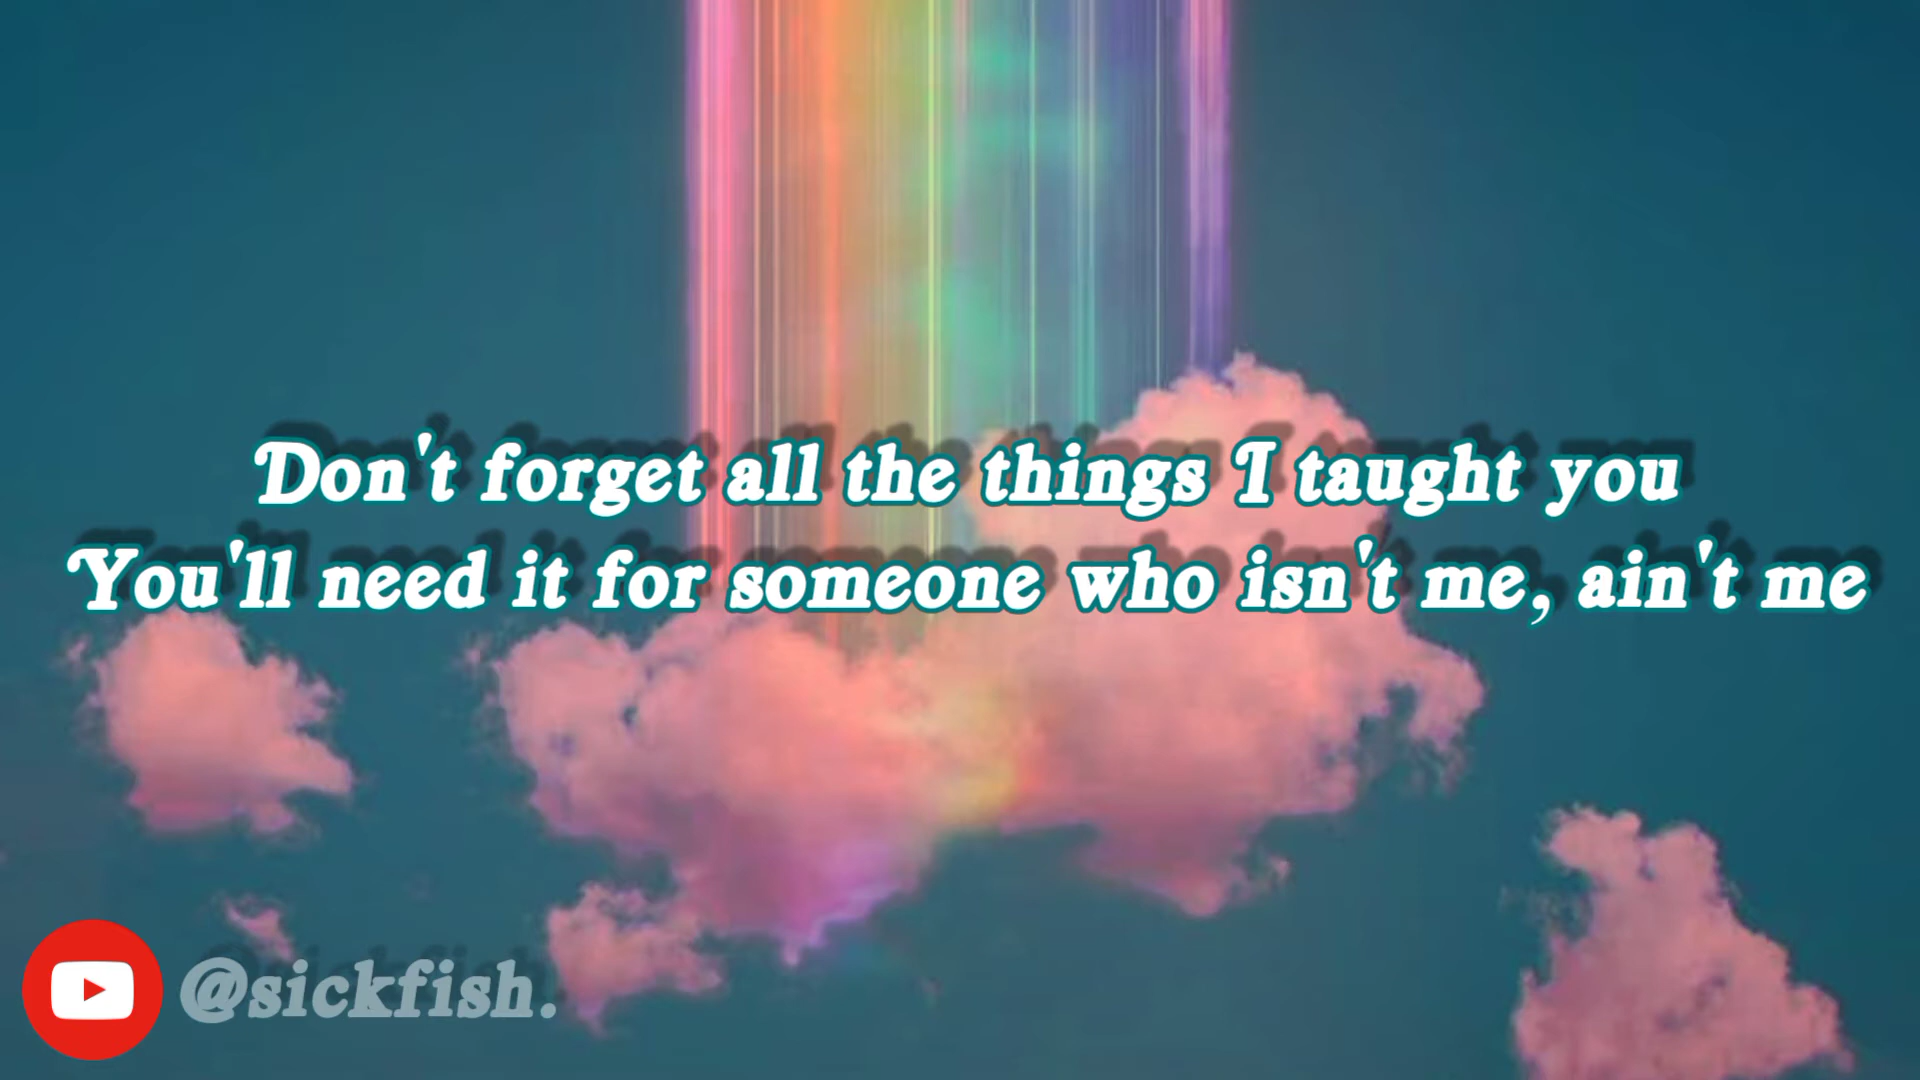 Don't forget all the things I taught you
You'll need it for someone who isn't me, ain't me
@sickfish.